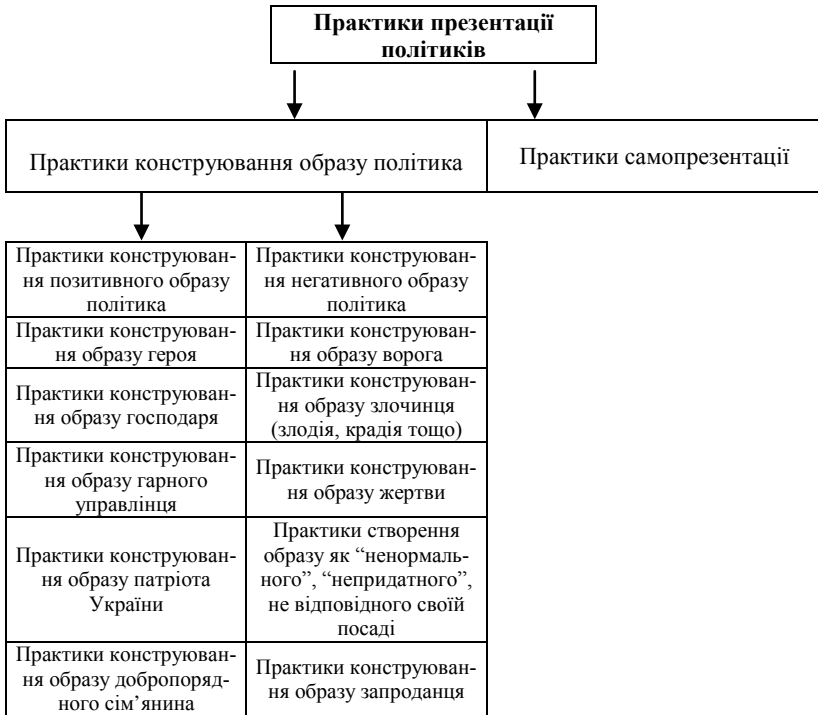 Практики презентації
політиків
Практики конструювання образу політика
Практики самопрезентації
Практики конструюван-
ня позитивного образу
політика
Практики конструюван-
ня негативного образу
політика
Практики конструюван-
ня образу героя
Практики конструюван-
ня образу ворога
Практики конструюван-
ня образу господаря
Практики конструюван-
ня образу злочинця
(злодія, крадія тощо)
Практики конструюван-
ня образу гарного
управлінця
Практики конструюван-
ня образу жертви
Практики конструюван-
ня образу патріота
України
Практики створення
образу як “ненормаль-
ного”, “непридатного”,
не відповідного своїй
посаді
Практики конструюван-
ня образу добропоряд-
ного сім’янина
Практики конструюван-
ня образу запроданця